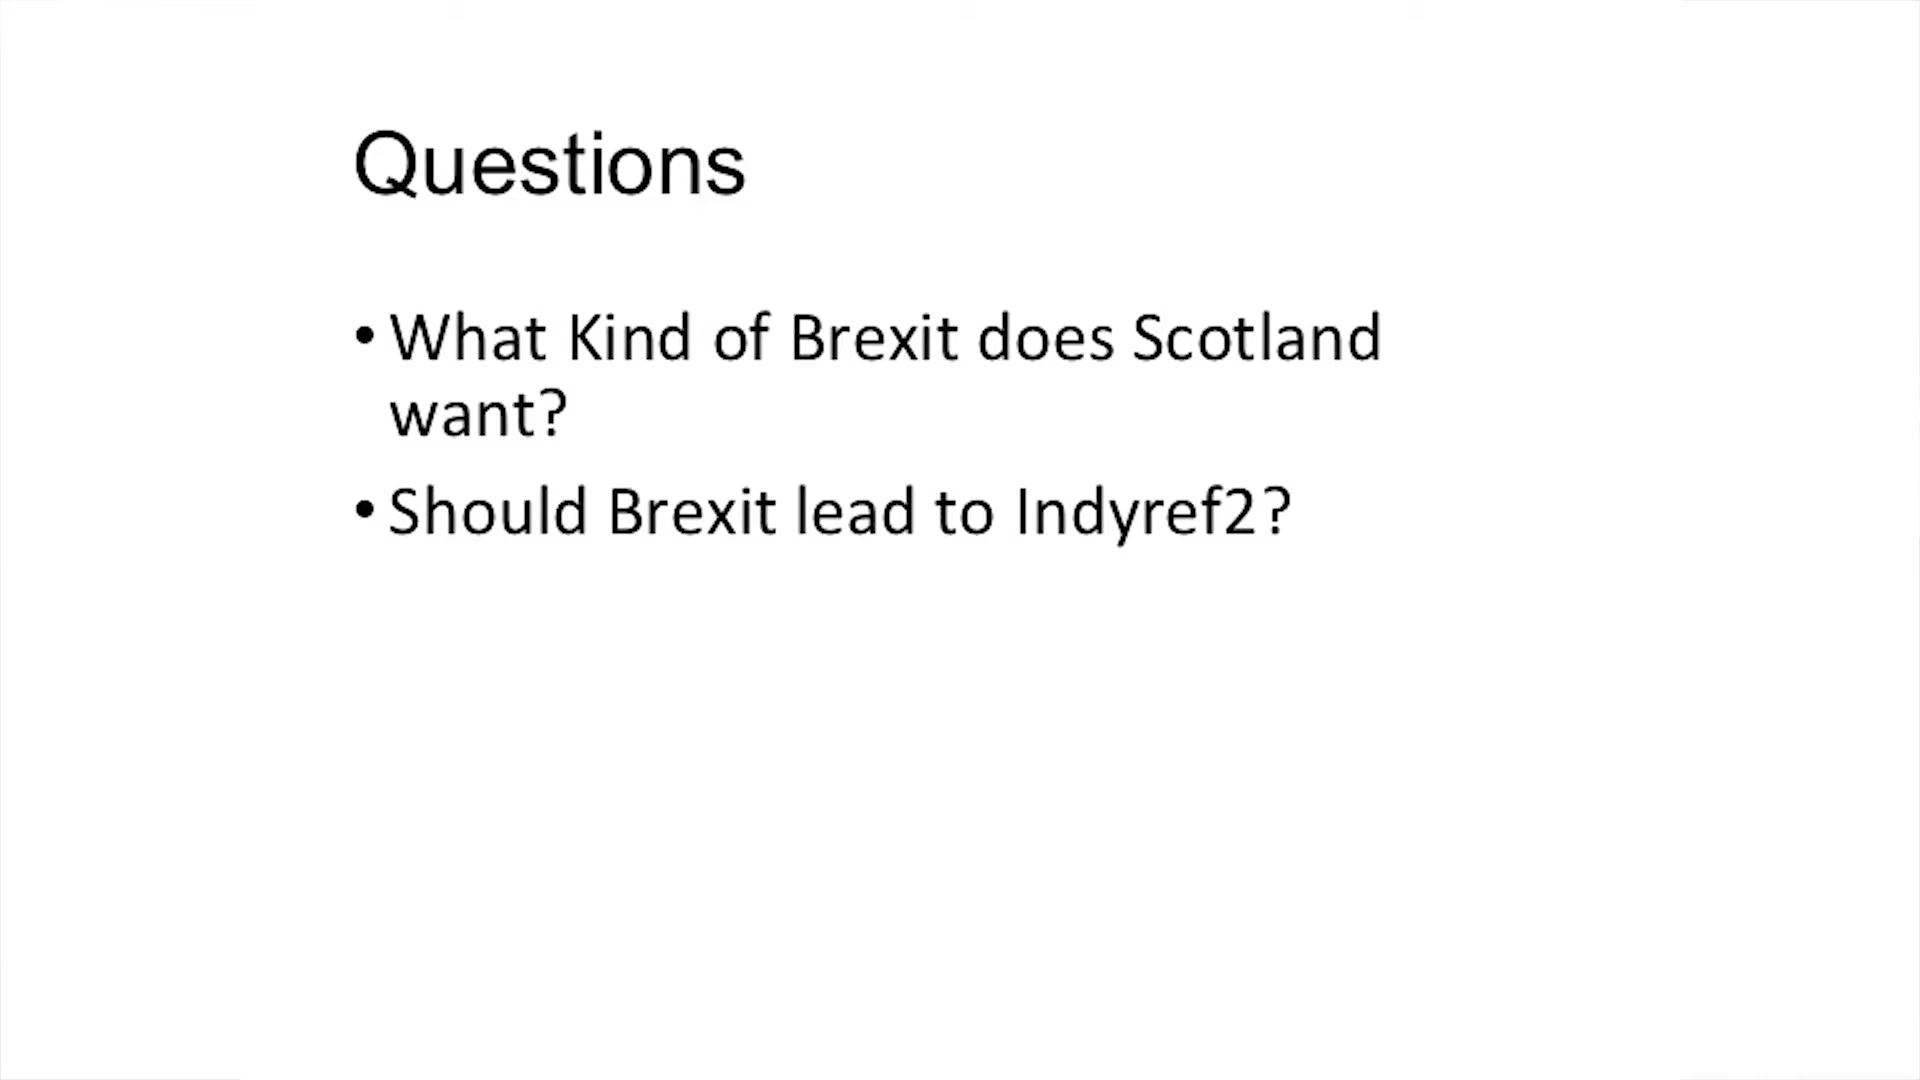 Questions
• What Kind of Brexit does Scotland
want?
• Should Brexit lead to Indyref2?